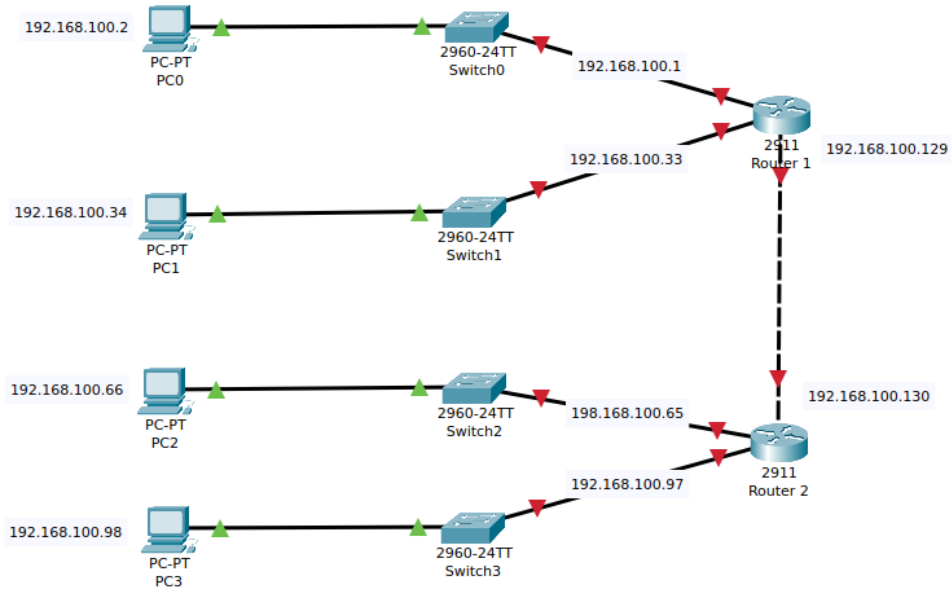 192.168.100.2
PC-PT
PC0
2960-24TT
Switch0
192.168.100.1
2911
Router 1
192.168.100.129
192.168.100.33
192.168.100.34
PC-PT
PC1
2960-24TT
Switch1
192.168.100.66
PC-PT
PC2
2960-24TT
Switch2
198.168.100.65
192.168.100.130
2911
Router 2
192.168.100.97
192.168.100.98
PC-PT
PC3
2960-24TT
Switch3